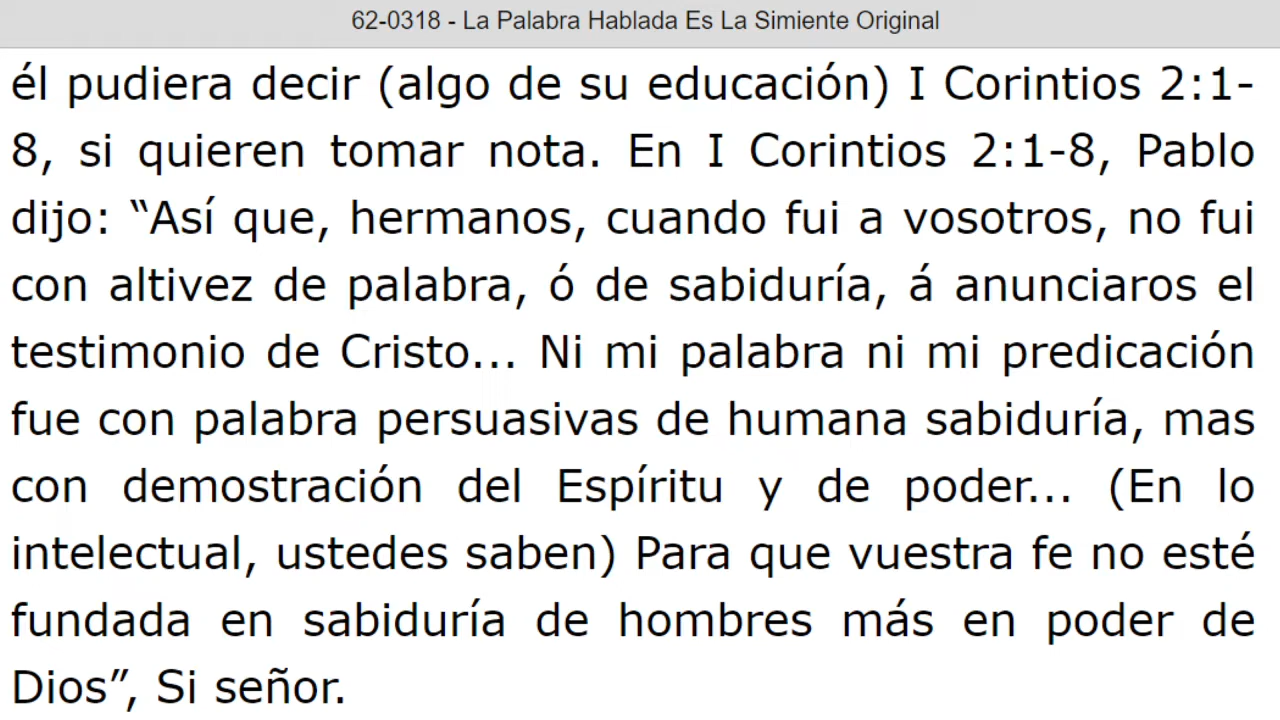 62-0318 - La Palabra Hablada Es La Simiente Original
él pudiera decir (algo de su educación) I Corintios 2:1-
8, si quieren tomar nota. En I Corintios 2:1-8, Pablo
dijo: “Así que, hermanos, cuando fui a vosotros, no fui
con altivez de palabra, ó de sabiduría, á anunciaros el
testimonio de Cristo... Ni mi palabra ni mi predicación
fue con palabra persuasivas de humana sabiduría, mas
con demostración del Espíritu y de poder... (En lo
intelectual, ustedes saben) Para que vuestra fe no esté
fundada en sabiduría de hombres más en poder de
Dios”, Si señor.